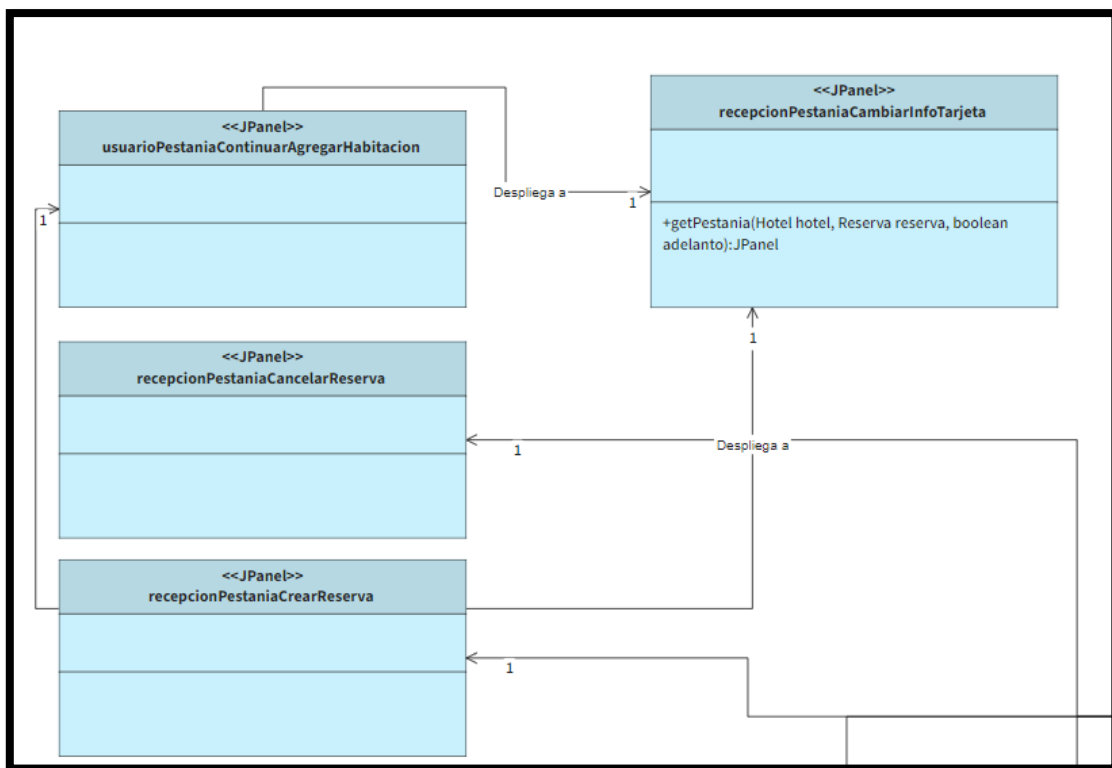 <<JPanel>>
usuarioPestaniaContinuarAgregarHabitacion
1
<<JPanel>>
recepcionPestaniaCambiarInfoTarjeta
+getPestania(Hotel hotel, Reserva reserva, boolean
adelanto):JPanel
Despliega a
1
1
<<JPanel>>
recepcionPestaniaCancelarReserva
1
Despliega a
<<JPanel>>
recepcionPestaniaCrearReserva
1